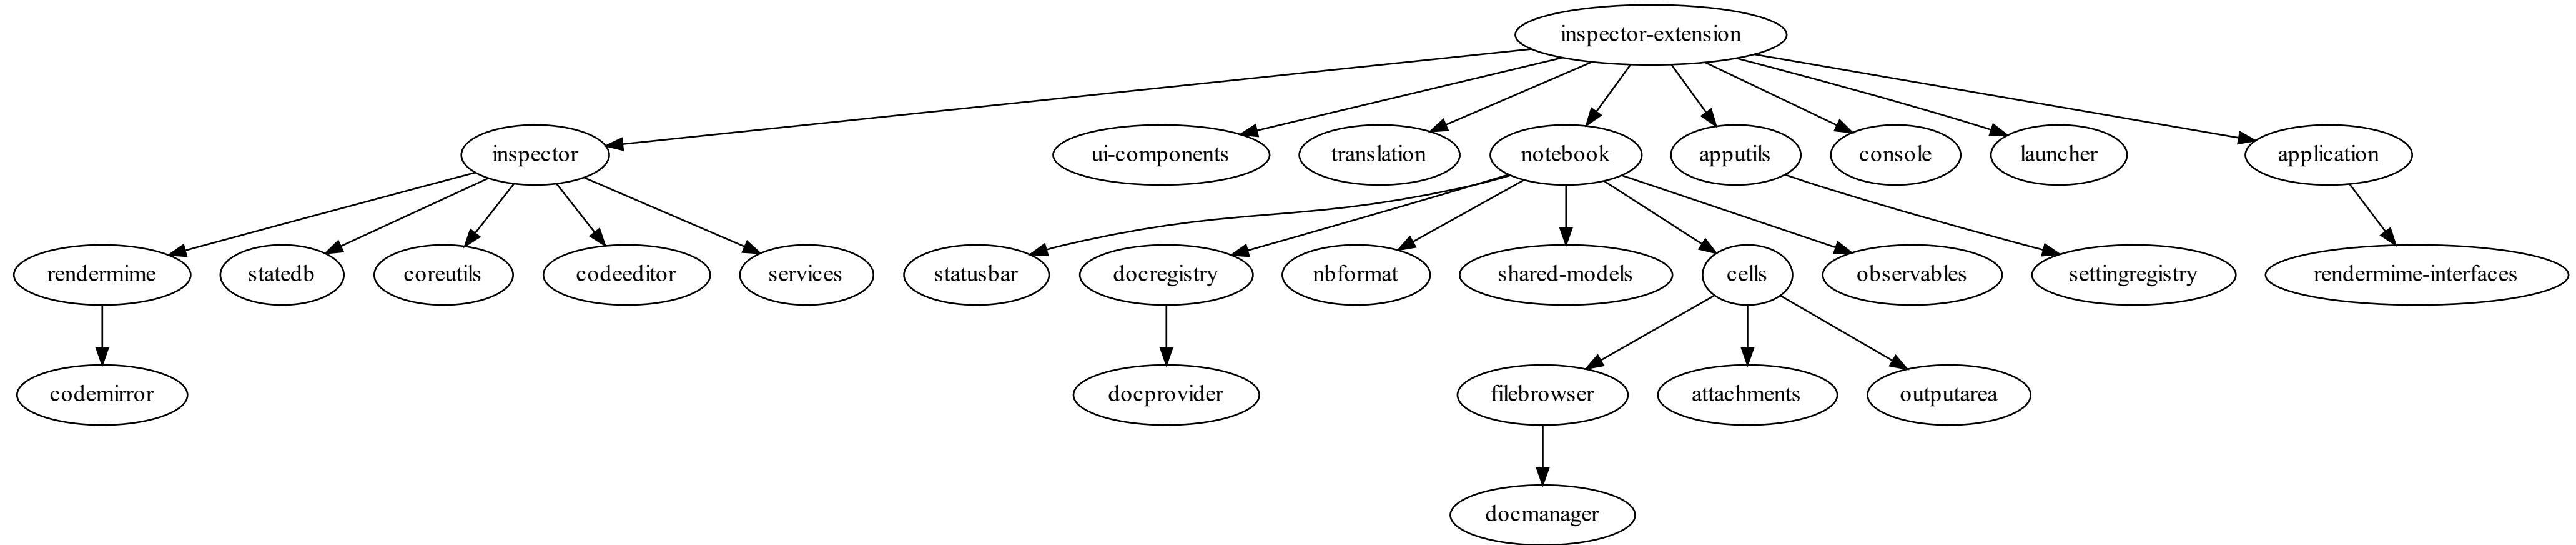 inspector-extension
inspector
ui-components
translation
notebook
apputils
console
launcher
application
rendermime
statedb
coreutils
codeeditor
services
statusbar
docregistry
nbformat
shared-models
cells
observables
settingregistry
rendermime-interfaces
codemirror
docprovider
filebrowser
attachments
outputarea
docmanager